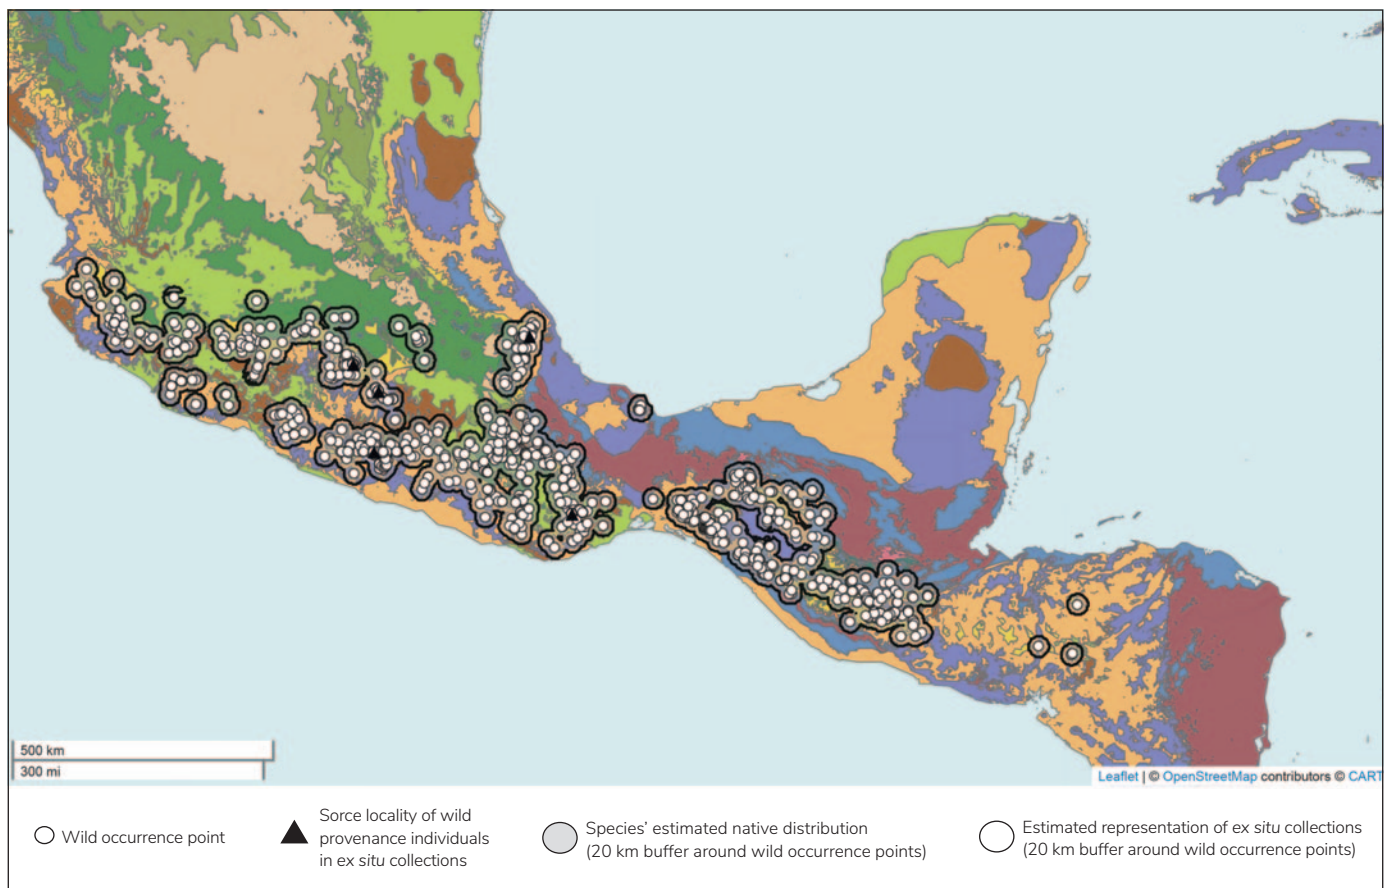 500 km
300 mi
Leaflet | © OpenStreetMap contributors © CART
Wild occurrence point
Sorce locality of wild
provenance individuals
in ex situ collections
Species' estimated native distribution
(20 km buffer around wild occurrence points)
Estimated representation of ex situ collections
(20 km buffer around wild occurrence points)